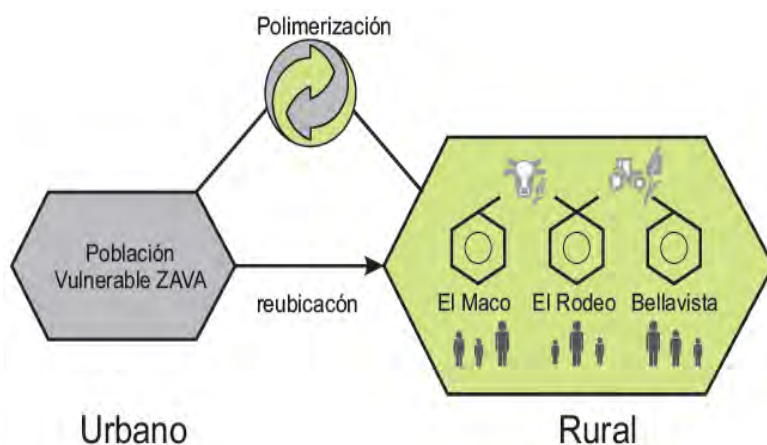 Polimerización
Población
Vulnerable ZAVA
reubicacón
El Maco
El Rodeo
Bellavista
Urbano
Rural